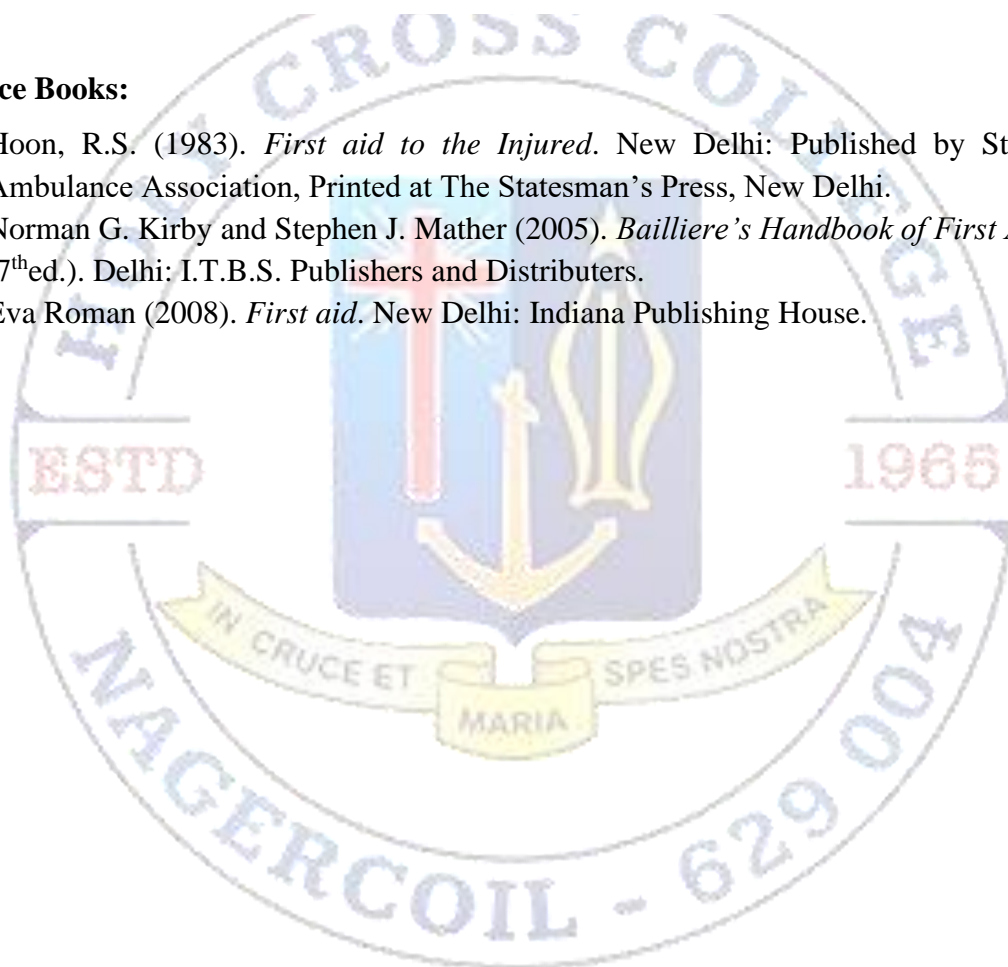 HOLY CROSS COLLEGE
ce Books:
Hoon, R.S. (1983). First aid to the Injured. New Delhi: Published by St
Ambulance Association, Printed at The Statesman's Press, New Delhi.
Norman G. Kirby and Stephen J. Mather (2005). Bailliere's Handbook of First A
7thed.). Delhi: I.T.B.S. Publishers and Distributers.
Eva Roman (2008). First aid. New Delhi: Indiana Publishing House.
ESTD 1965
IN CRUCE ET MARIA SPES NOSTRA
NAGERCOIL - 629 004